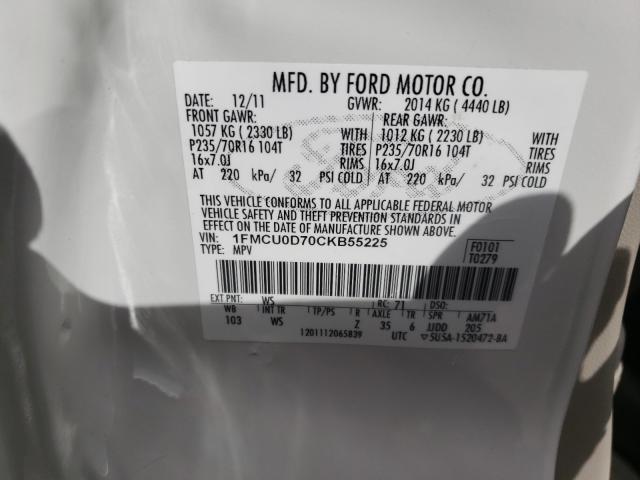 MFD. BY FORD MOTOR CO.
DATE: 12/11 GVWR: 2014 KG ( 4440 LB)
FRONT GAWR: REAR GAWR:
1057 KG ( 2330 LB) WITH 1012 KG ( 2230 LB) WITH
P235/70R16 104T TIRES P235/70R16 104T TIRES
16x7.0J RIMS 16x7.0J RIMS
AT 220 kPa/ 32 PSI COLD AT 220 kPa/ 32 PSI COLD
THIS VEHICLE CONFORMS TO ALL APPLICABLE FEDERAL MOTOR
VEHICLE SAFETY AND THEFT PREVENTION STANDARDS IN
EFFECT ON THE DATE OF MANUFACTURE SHOWN ABOVE.
VIN: 1FMCU0D70CKB55225 F0101
TYPE: MPV T0279
EXT PNT: WS RC: 71 DSO:
WB INT TR TP/PS R AXLE TR SPR AM71A
103 WS Z 35 6 JJDD 205
1201112065839 UTC ▽5U5A-1520472-BA